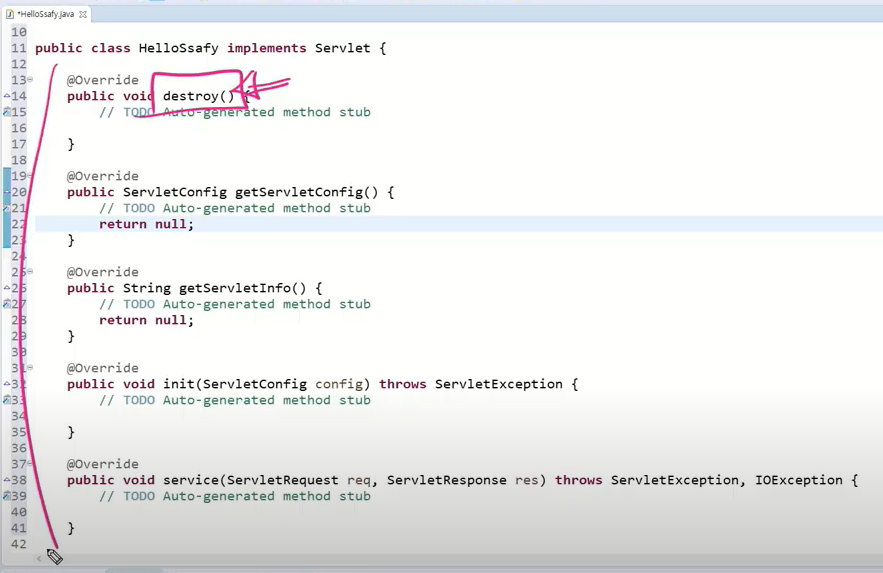 *HelloSsafy.java
10
11 public class HelloSsafy implements Servlet {
12
13 @Override
14 public void destroy() {
15 // TODO Auto-generated method stub
16
17 }
18
19 @Override
20 public ServletConfig getServletConfig() {
21 // TODO Auto-generated method stub
22 return null;
23 }
24
25 @Override
26 public String getServletInfo() {
27 // TODO Auto-generated method stub
28 return null;
29 }
30
31 @Override
32 public void init(ServletConfig config) throws ServletException {
33 // TODO Auto-generated method stub
34
35 }
36
37 @Override
38 public void service(ServletRequest req, ServletResponse res) throws ServletException, IOException {
39 // TODO Auto-generated method stub
40
41 }
42